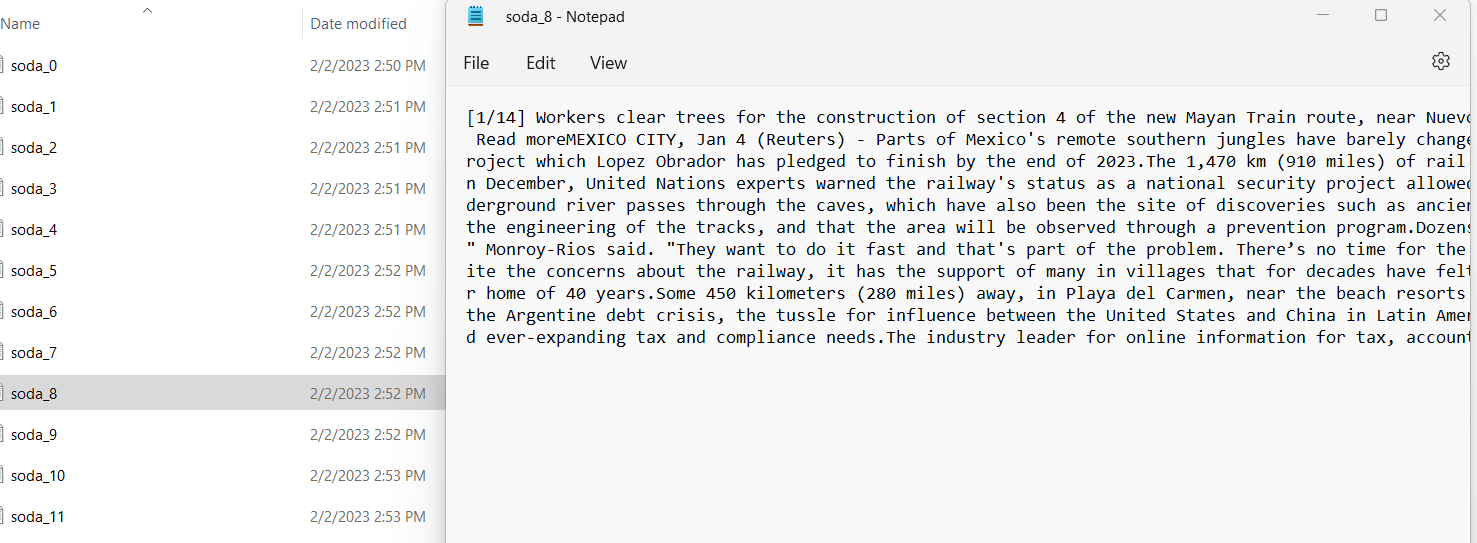 Name Date modified
soda_0 2/2/2023 2:50 PM
soda_1 2/2/2023 2:51 PM
soda_2 2/2/2023 2:51 PM
soda_3 2/2/2023 2:51 PM
soda_4 2/2/2023 2:51 PM
soda_5 2/2/2023 2:52 PM
soda_6 2/2/2023 2:52 PM
soda_7 2/2/2023 2:52 PM
soda_8 2/2/2023 2:52 PM
soda_9 2/2/2023 2:52 PM
soda_10 2/2/2023 2:53 PM
soda_11 2/2/2023 2:53 PM
soda_8 - Notepad
File Edit View
[1/14] Workers clear trees for the construction of section 4 of the new Mayan Train route, near Nuevo
Read moreMEXICO CITY, Jan 4 (Reuters) - Parts of Mexico's remote southern jungles have barely change
roject which Lopez Obrador has pledged to finish by the end of 2023.The 1,470 km (910 miles) of rail
n December, United Nations experts warned the railway's status as a national security project allowed
derground river passes through the caves, which have also been the site of discoveries such as ancien
the engineering of the tracks, and that the area will be observed through a prevention program.Dozens
" Monroy-Rios said. "They want to do it fast and that's part of the problem. There’s no time for the
ite the concerns about the railway, it has the support of many in villages that for decades have felt
r home of 40 years.Some 450 kilometers (280 miles) away, in Playa del Carmen, near the beach resorts
the Argentine debt crisis, the tussle for influence between the United States and China in Latin Amer
d ever-expanding tax and compliance needs.The industry leader for online information for tax, account